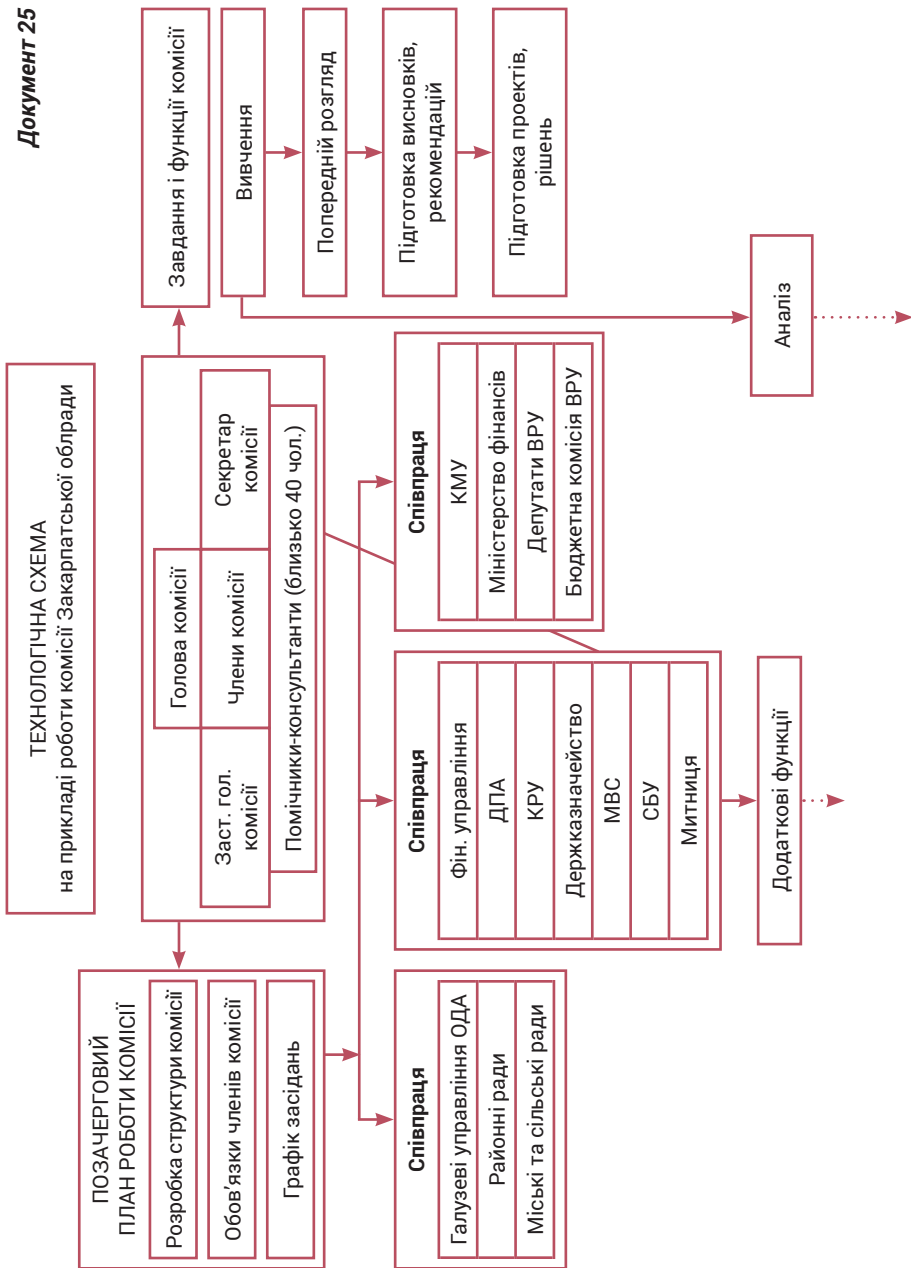 Документ 25
ТЕХНОЛОГІЧНА СХЕМА
на прикладі роботи комісії Закарпатської облради
ПОЗАЧЕРГОВИЙ
ПЛАН РОБОТИ КОМІСІЇ
Розробка структури комісії
Обов’язки членів комісії
Графік засідань
Голова комісії
Заст. гол.
комісії
Члени комісії
Секретар
комісії
Помічники-консультанти (близько 40 чол.)
Завдання і функції комісії
Вивчення
Попередній розгляд
Підготовка висновків,
рекомендацій
Підготовка проектів,
рішень
Співпраця
Галузеві управління ОДА
Районні ради
Міські та сільські ради
Співпраця
Фін. управління
ДПА
КРУ
Держказначейство
МВС
СБУ
Митниця
Співпраця
КМУ
Міністерство фінансів
Депутати ВРУ
Бюджетна комісія ВРУ
Додаткові функції
Аналіз